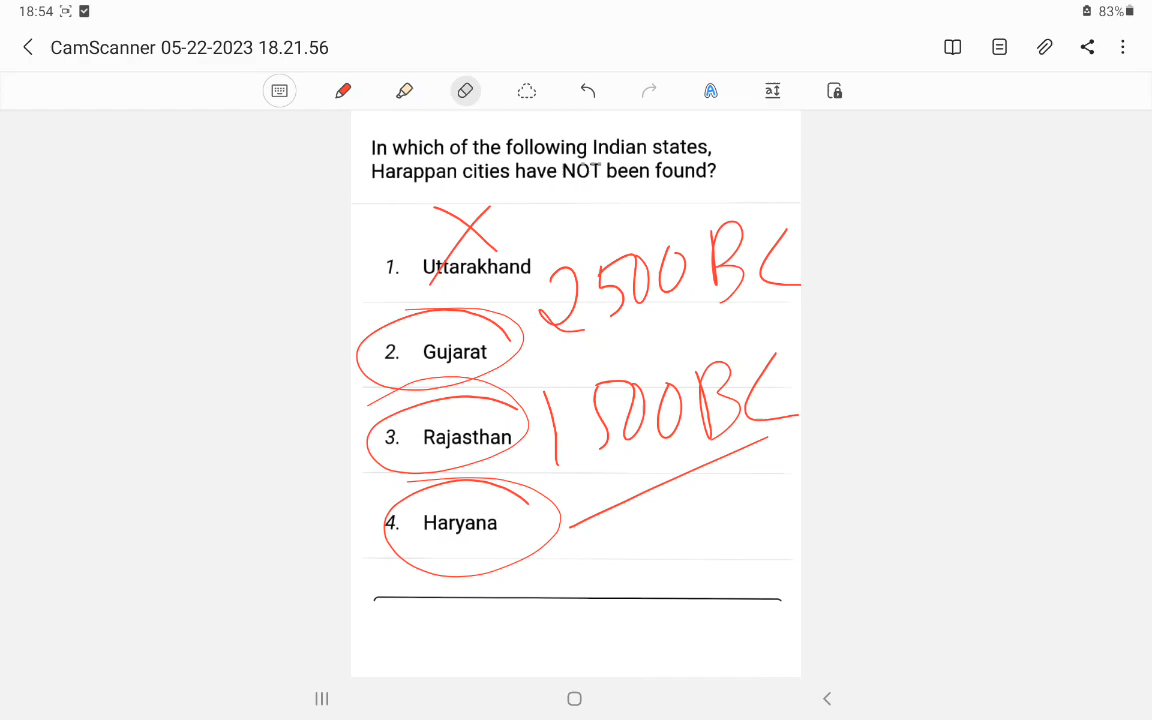 18:54
83%
CamScanner 05-22-2023 18.21.56
In which of the following Indian states,
Harappan cities have NOT been found?
1. Uttarakhand
2500 BC
2. Gujarat
1500 BC
3. Rajasthan
4. Haryana